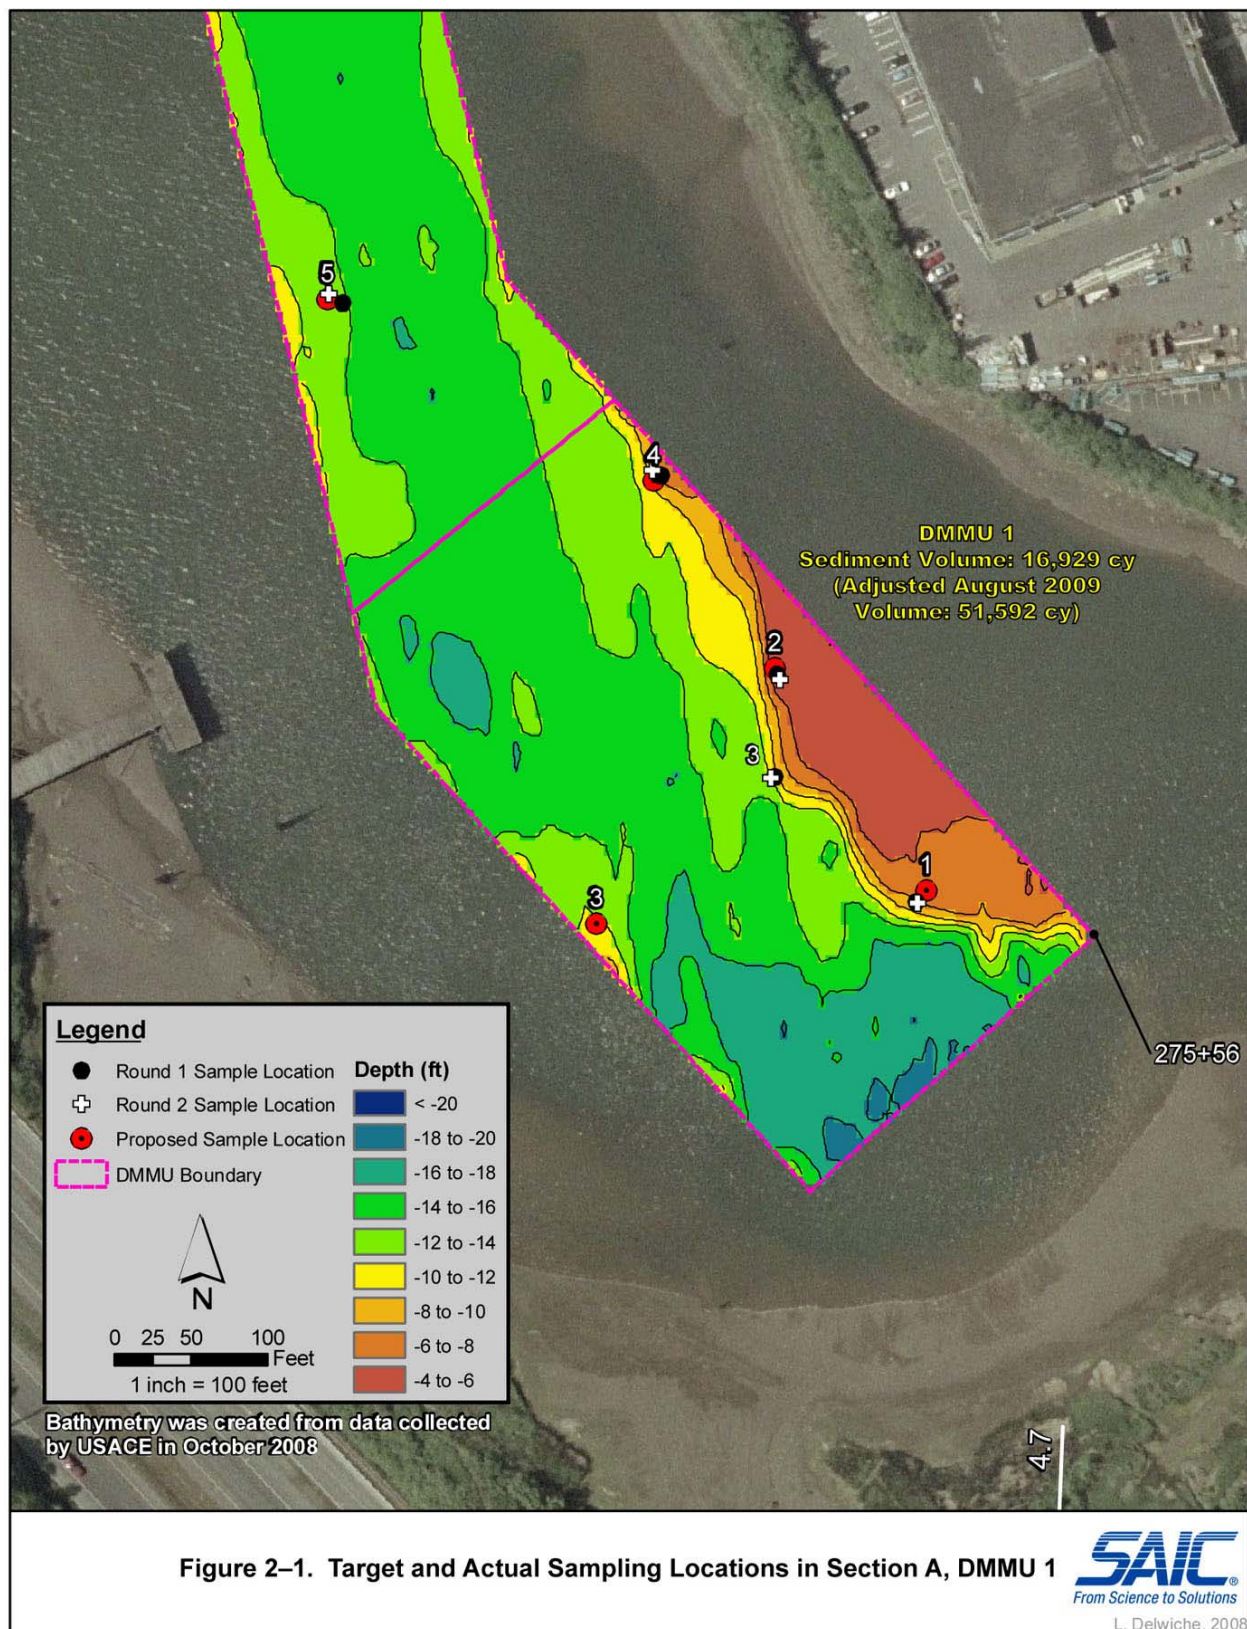 5
4
DMMU 1
Sediment Volume: 16,929 cy
(Adjusted August 2009
Volume: 51,592 cy)
2
3
1
3
275+56
Legend
Round 1 Sample Location
Round 2 Sample Location
Proposed Sample Location
DMMU Boundary
N
0 25 50 100
Feet
1 inch = 100 feet
Depth (ft)
< -20
-18 to -20
-16 to -18
-14 to -16
-12 to -14
-10 to -12
-8 to -10
-6 to -8
-4 to -6
Bathymetry was created from data collected
by USACE in October 2008
4.7
Figure 2–1. Target and Actual Sampling Locations in Section A, DMMU 1
SAIC®
From Science to Solutions
L. Delwiche, 2008